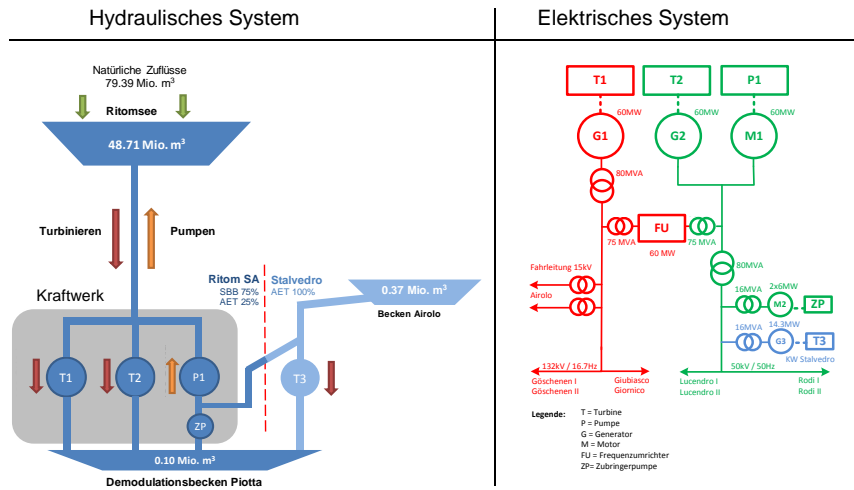 Hydraulisches System
Natürliche Zuflüsse
79.39 Mio. m³
Ritomsee
48.71 Mio. m³
Turbinieren
Pumpen
Ritom SA
SBB 75%
AET 25%
Stalvedro
AET 100%
0.37 Mio. m³
Becken Airolo
Kraftwerk
T1
T2
P1
T3
ZP
0.10 Mio. m³
Demodulationsbecken Piotta
Elektrisches System
T1
T2
P1
60MW
60MW
60MW
G1
G2
M1
80MVA
FU
75 MVA
60 MW
75 MVA
80MVA
Fahrleitung 15kV
Airolo
16MVA
2x6MW
M2
ZP
16MVA
14.3MW
G3
T3
KW Stalvedro
132kV / 16.7Hz
Göschenen I
Göschenen II
Giubiasco
Giornico
50kV / 50Hz
Lucendro I
Lucendro II
Rodi I
Rodi II
Legende:
T = Turbine
P = Pumpe
G = Generator
M = Motor
FU = Frequenzumrichter
ZP= Zubringerpumpe